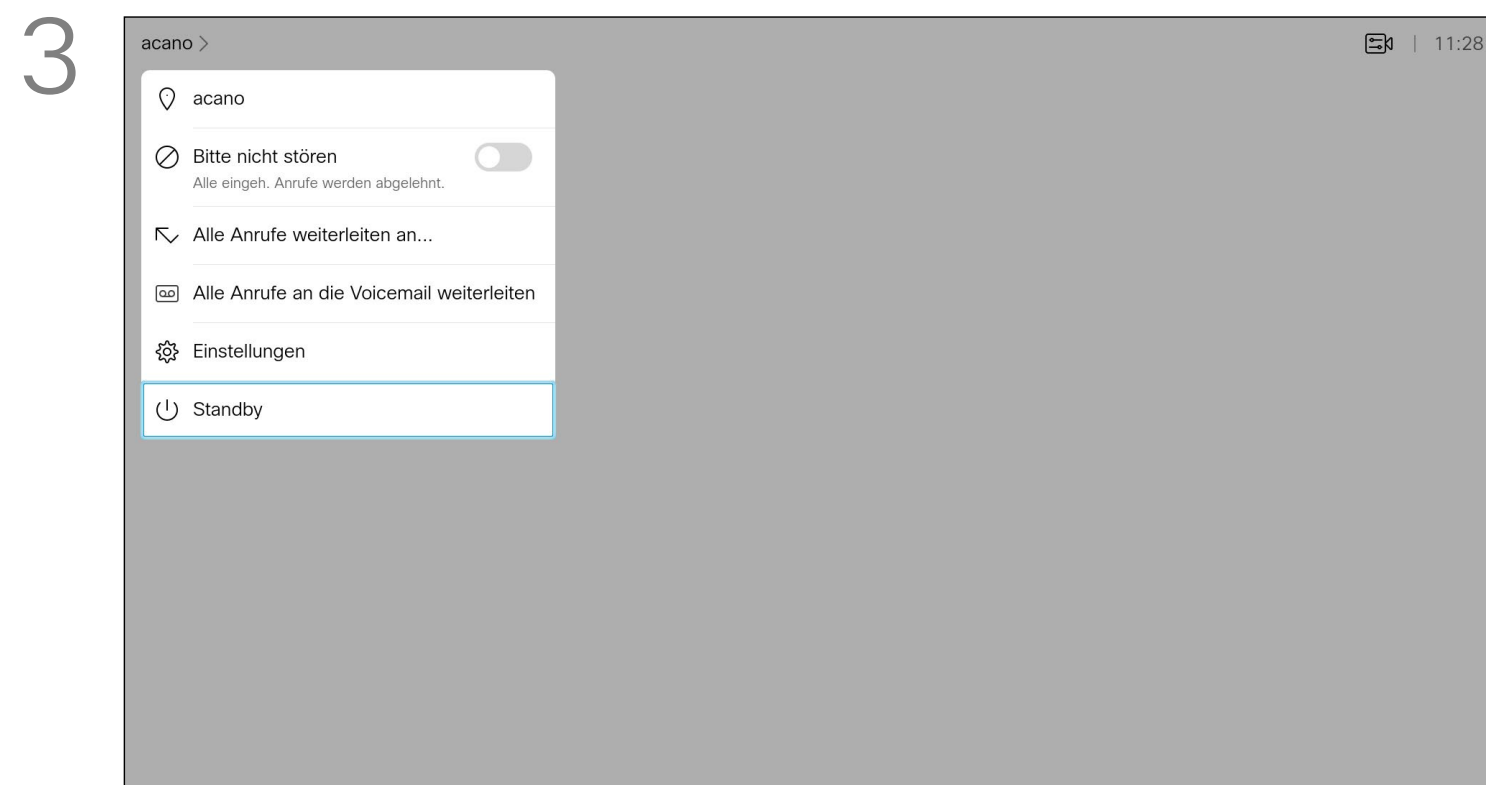 3
acano
11:28
acano
Bitte nicht stören
Alle eingeh. Anrufe werden abgelehnt.
Alle Anrufe weiterleiten an...
Alle Anrufe an die Voicemail weiterleiten
Einstellungen
Standby